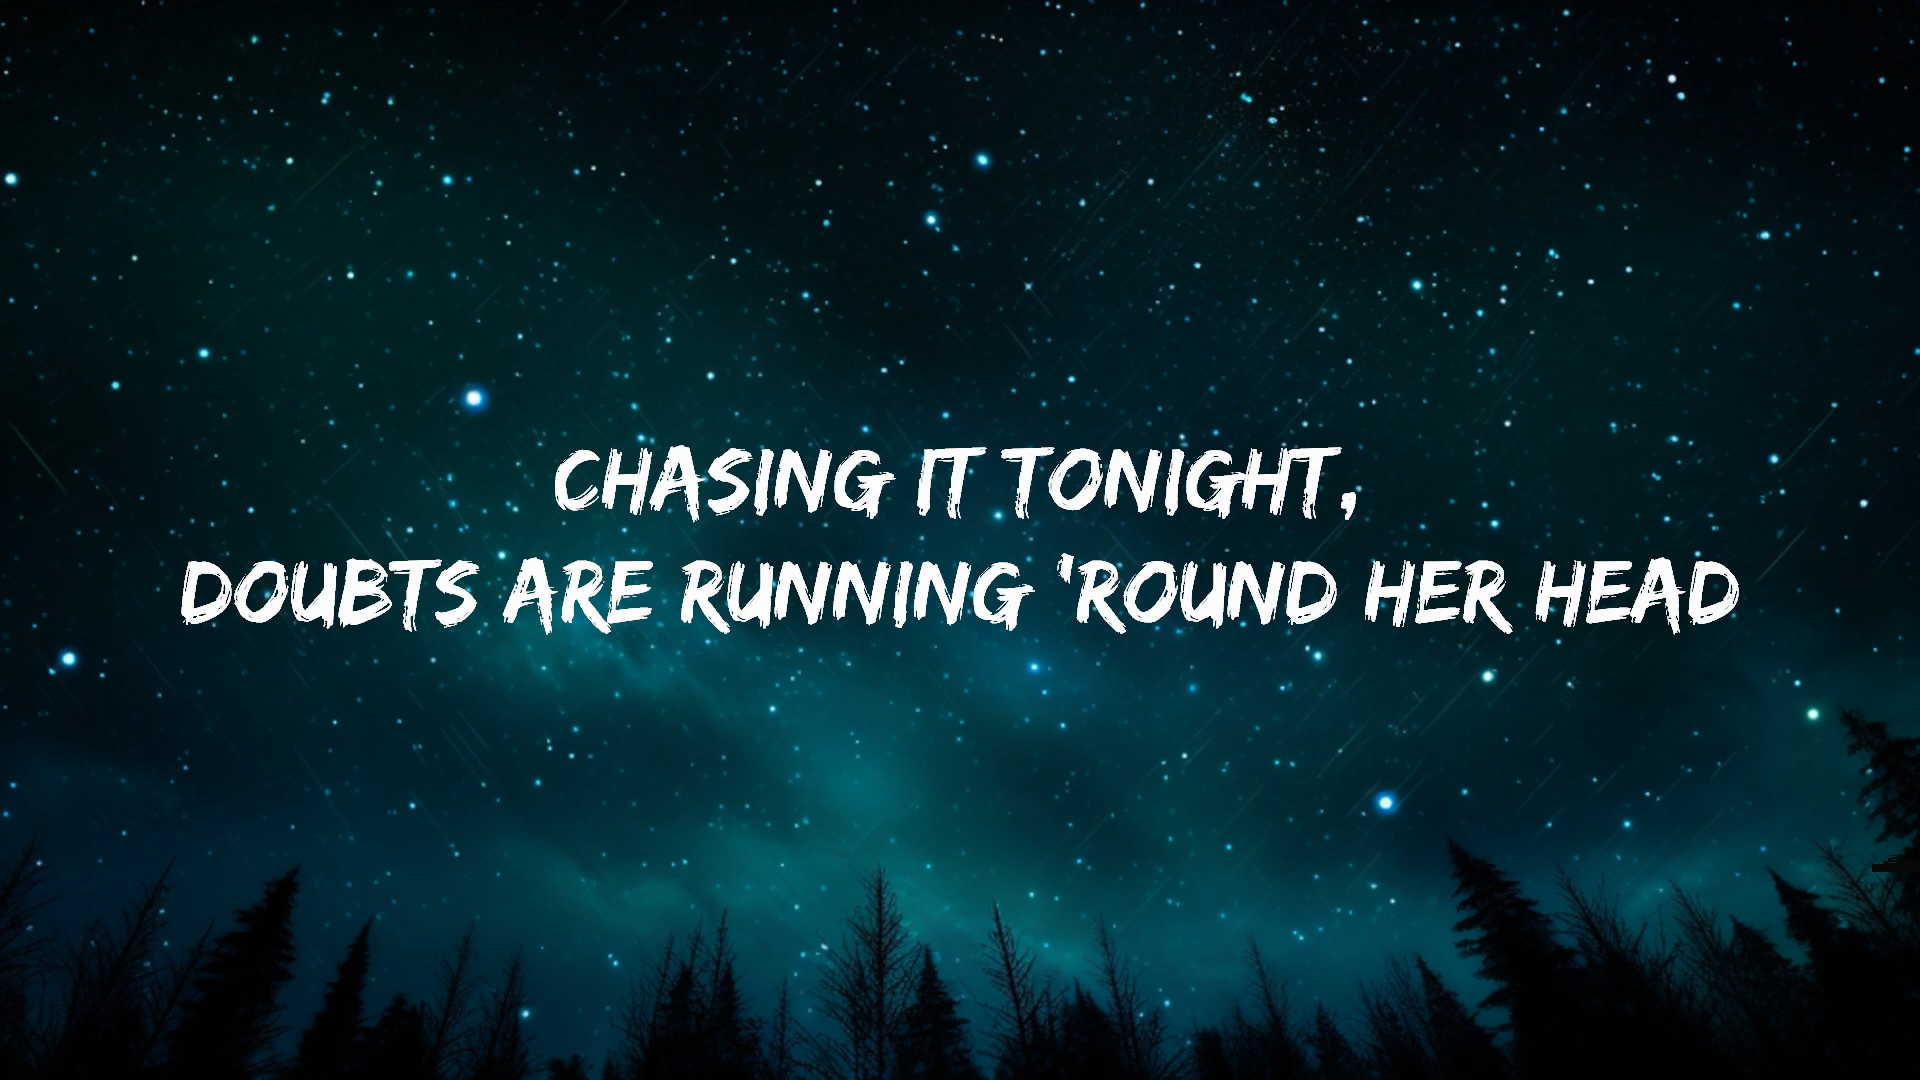 CHASING IT TONIGHT,
DOUBTS ARE RUNNING 'ROUND HER HEAD